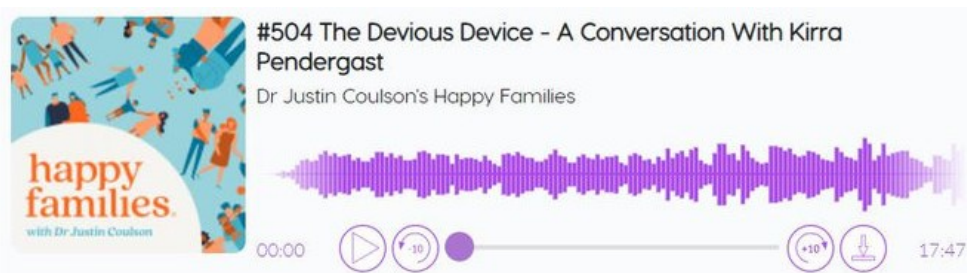 #504 The Devious Device - A Conversation With Kirra
Pendergast
Dr Justin Coulson's Happy Families
happy
families.
with Dr Justin Coulson
00:00
-10
+10
17:47